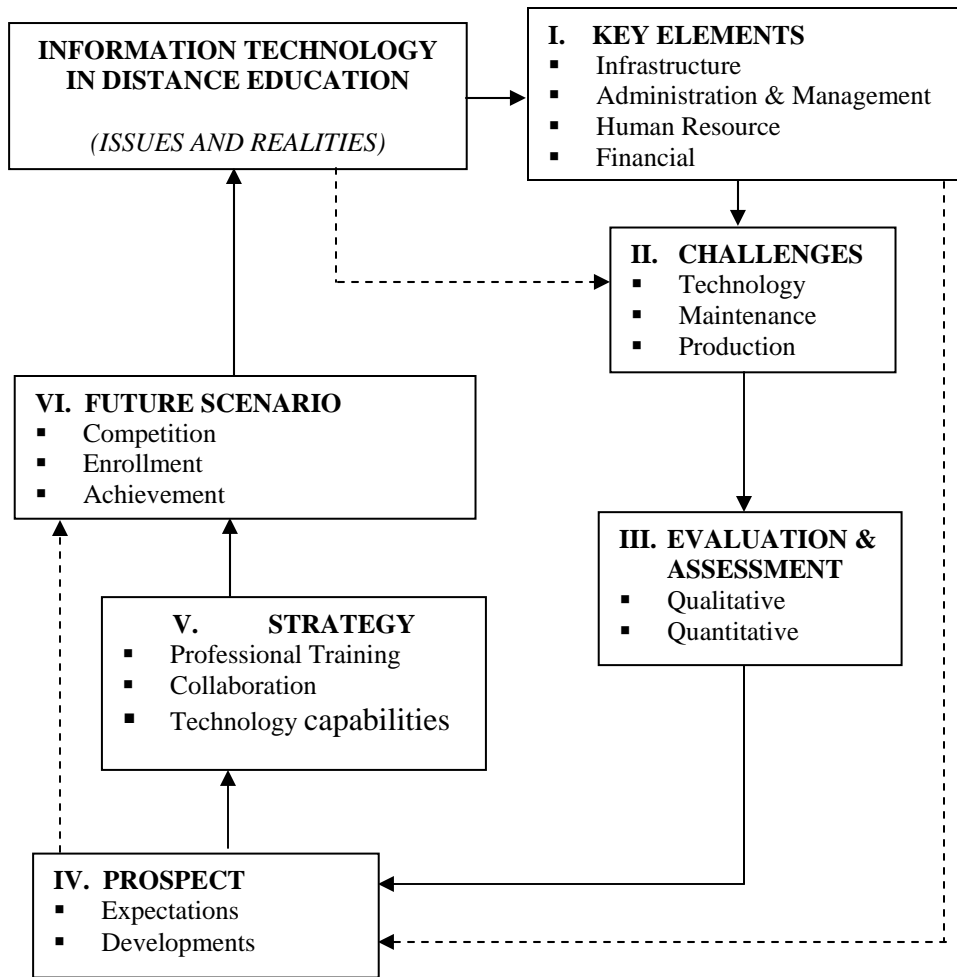 INFORMATION TECHNOLOGY
IN DISTANCE EDUCATION
(ISSUES AND REALITIES)
I. KEY ELEMENTS
▪ Infrastructure
▪ Administration & Management
▪ Human Resource
▪ Financial
II. CHALLENGES
▪ Technology
▪ Maintenance
▪ Production
III. EVALUATION &
ASSESSMENT
▪ Qualitative
▪ Quantitative
IV. PROSPECT
▪ Expectations
▪ Developments
V. STRATEGY
▪ Professional Training
▪ Collaboration
▪ Technology capabilities
VI. FUTURE SCENARIO
▪ Competition
▪ Enrollment
▪ Achievement